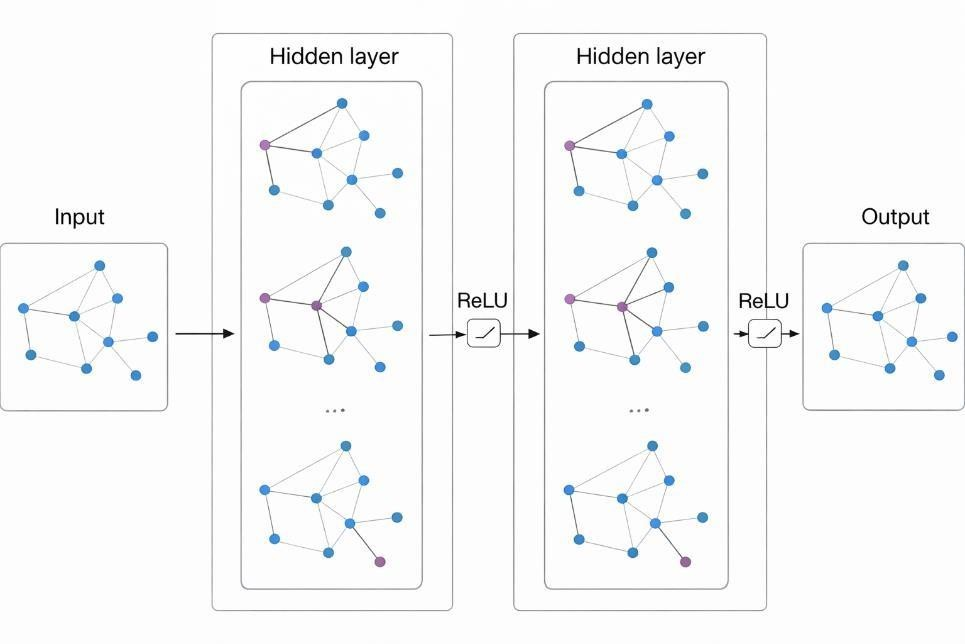 Hidden layer
Hidden layer
Input
Output
...
...
ReLU
ReLU